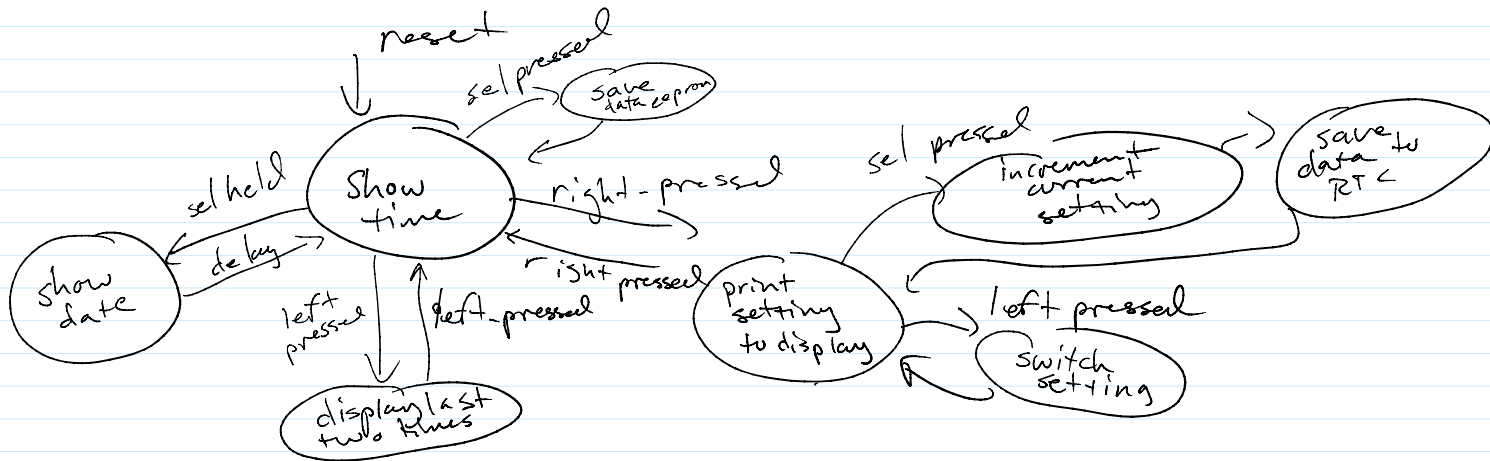 reset
sel pressed
save
data eeprom
show
time
sel held
delay
show
date
right-pressed
right pressed
left
pressed
left-pressed
display last
two times
print
setting
to display
sel pressed
increment
current
setting
save
data to
RTC
left pressed
switch
setting